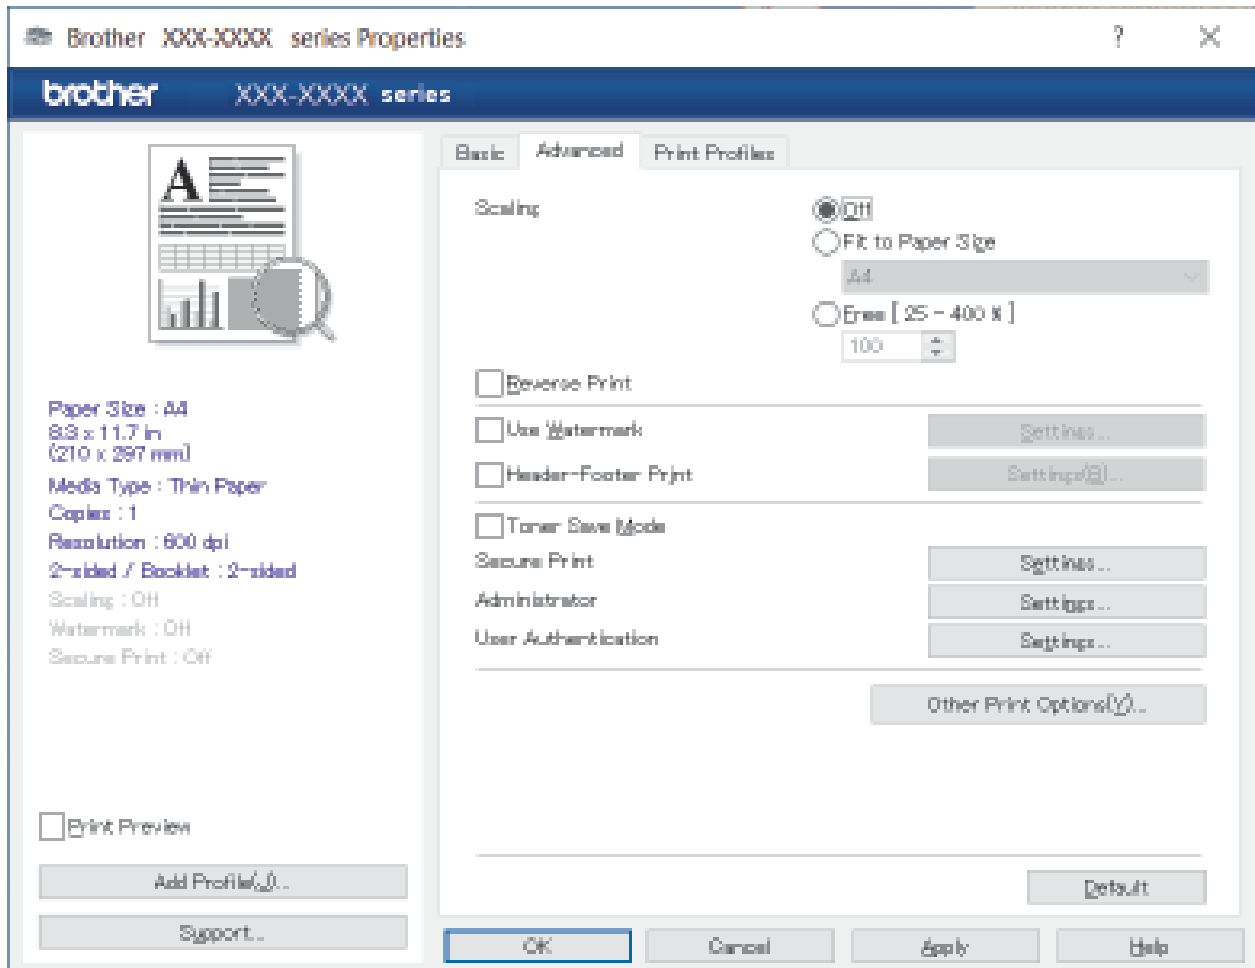 Brother XXX-XXXX series Properties
brother XXX-XXXX series
A
Paper Size : A4
8.3 x 11.7 in
(210 x 297 mm)
Media Type : Thin Paper
Copies : 1
Resolution : 600 dpi
2-sided / Booklet : 2-sided
Scaling : Off
Watermark : Off
Secure Print : Off
Print Preview
Add Profile(J)...
Support...
Basic Advanced Print Profiles
Scaling
Off
Fit to Paper Size
A4
Free [ 25 - 400 % ]
100
Reverse Print
Use Watermark Settings...
Header-Footer Print Settings(B)...
Toner Save Mode
Secure Print Settings...
Administrator Settings...
User Authentication Settings...
Other Print Options(Y)...
Default
OK Cancel Apply Help